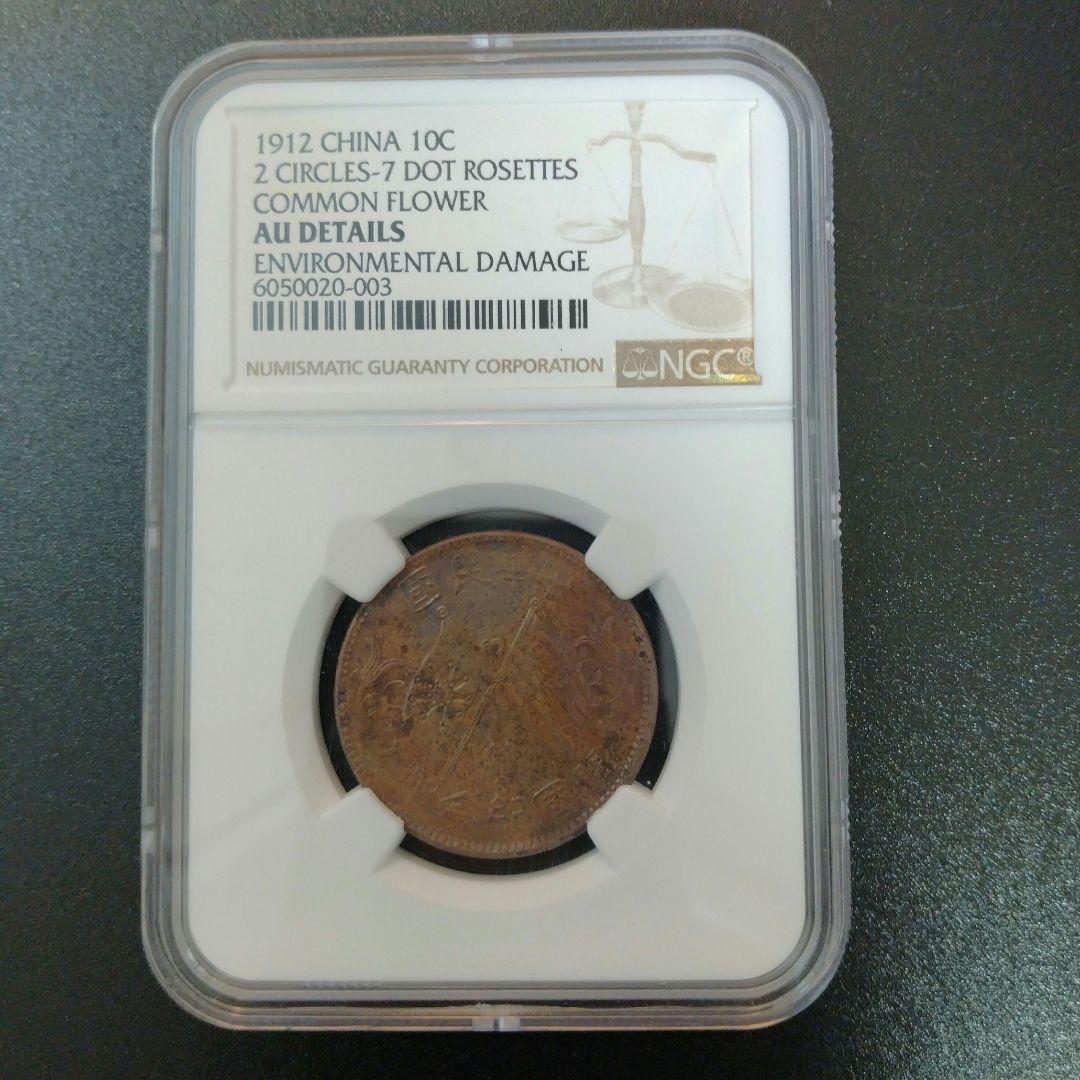 1912 CHINA 10C
2 CIRCLES-7 DOT ROSETTES
COMMON FLOWER
AU DETAILS
ENVIRONMENTAL DAMAGE
6050020-003
NUMISMATIC GUARANTY CORPORATION
NGC®